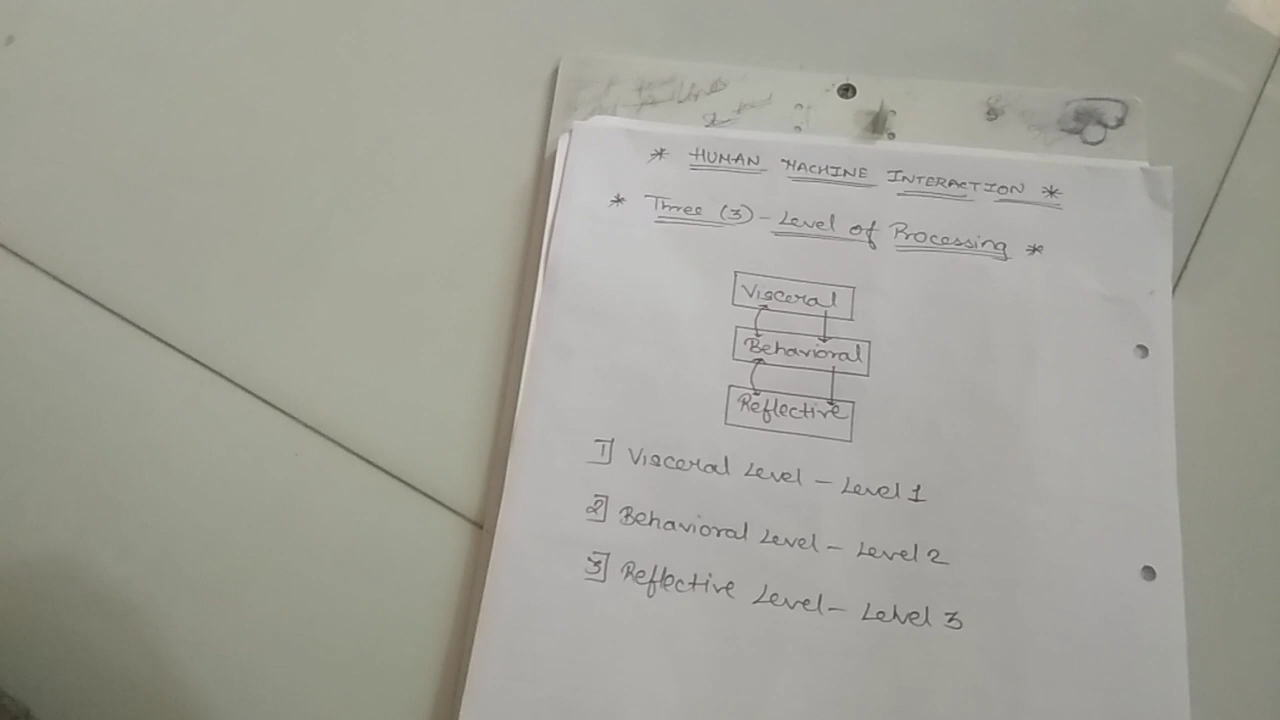 * HUMAN MACHINE INTERACTION *
* Three (3) - Level of Processing *
Visceral
Behavioral
Reflective
1] Visceral Level - Level 1
2] Behavioral Level - Level 2
3] Reflective Level - Level 3